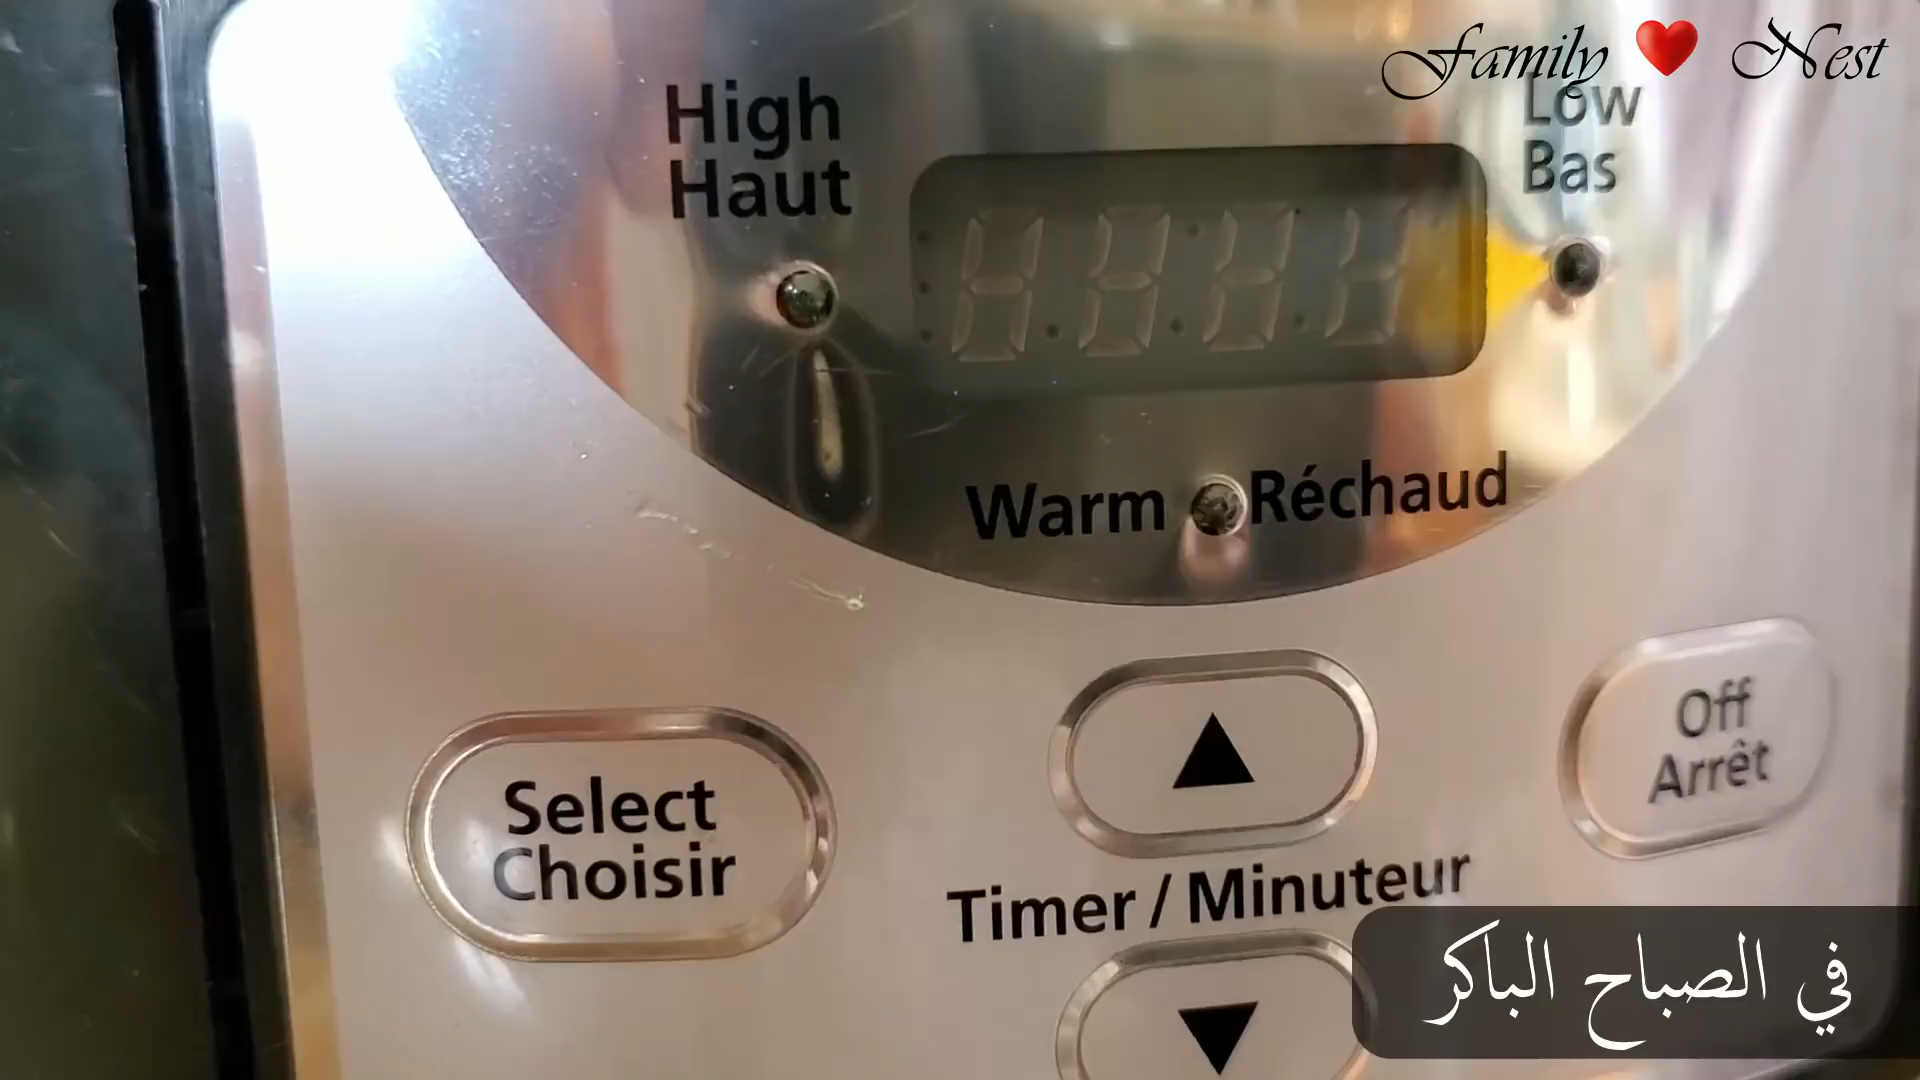 Family ❤ Nest
High
Haut
Low
Bas
Warm Réchaud
Select
Choisir
Off
Arrêt
Timer / Minuteur
في الصباح الباكر